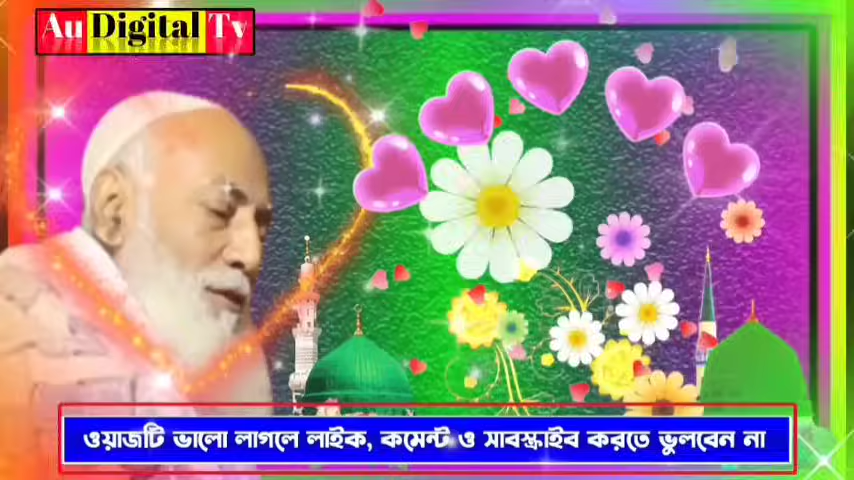 Au Digital Tv
ওয়াজটি ভালো লাগলে লাইক, কমেন্ট ও সাবস্ক্রাইব করতে ভুলবেন না